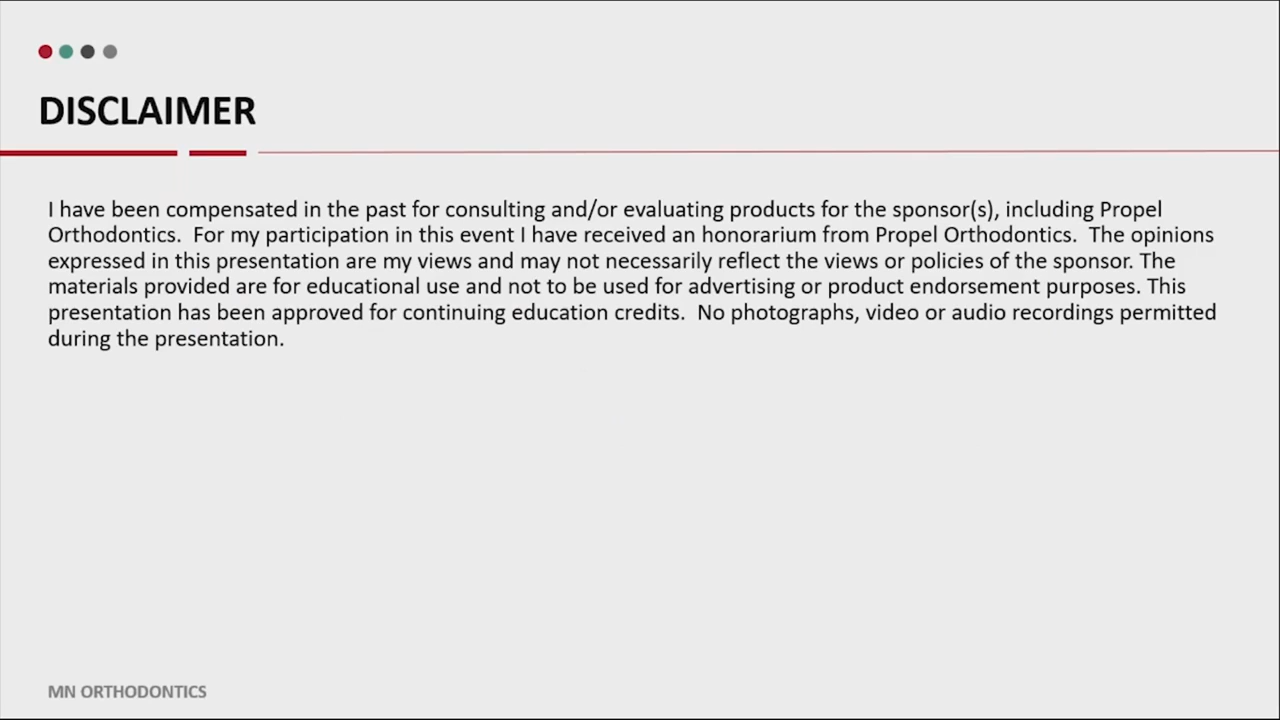 DISCLAIMER
I have been compensated in the past for consulting and/or evaluating products for the sponsor(s), including Propel
Orthodontics.  For my participation in this event I have received an honorarium from Propel Orthodontics.  The opinions
expressed in this presentation are my views and may not necessarily reflect the views or policies of the sponsor. The
materials provided are for educational use and not to be used for advertising or product endorsement purposes. This
presentation has been approved for continuing education credits.  No photographs, video or audio recordings permitted
during the presentation.
MN ORTHODONTICS